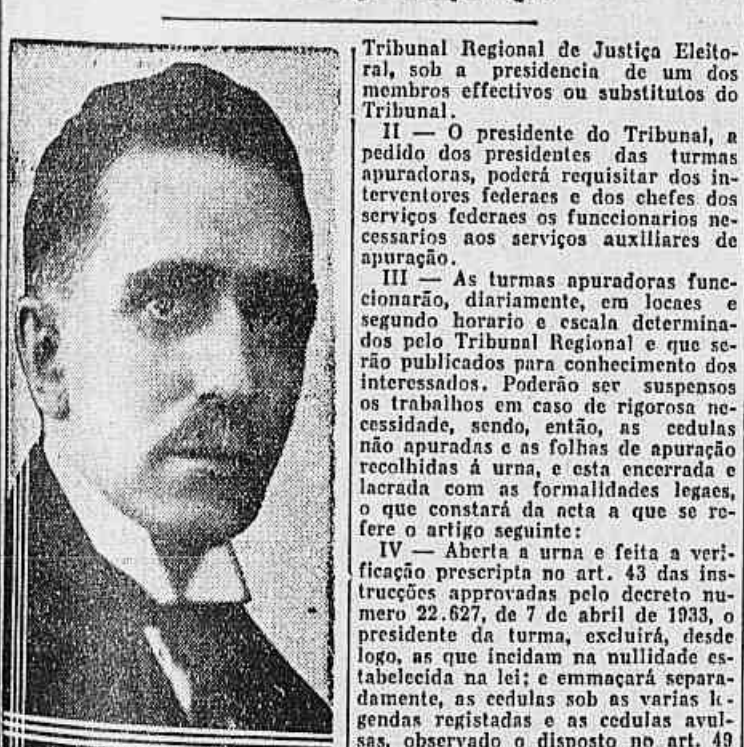 Tribunal Regional de Justiça Eleito-
ral, sob a presidencia de um dos
membros effectivos ou substitutos do
Tribunal.
II — O presidente do Tribunal, a
pedido dos presidentes das turmas
apuradoras, poderá requisitar dos in-
terventores federaes e dos chefes dos
serviços federaes os funccionarios ne-
cessarios aos serviços auxiliares de
apuração.
III — As turmas apuradoras func-
cionarão, diariamente, em locaes e
segundo horario e escala determina-
dos pelo Tribunal Regional e que se-
rão publicados para conhecimento dos
interessados. Poderão ser suspensos
os trabalhos em caso de rigorosa ne-
cessidade, sendo, então, as cedulas
não apuradas e as folhas de apuração
recolhidas á urna, e esta encerrada e
lacrada com as formalidades legaes,
o que constará da acta a que se re-
fere o artigo seguinte:
IV — Aberta a urna e feita a veri-
ficação prescripta no art. 43 das ins-
trucções approvadas pelo decreto nu-
mero 22.627, de 7 de abril de 1933, o
presidente da turma, excluirá, desde
logo, as que incidam na nullidade es-
tabelecida na lei; e emmaçará separa-
damente, as cedulas sob as varias le-
gendas registadas e as cedulas avul-
sas, observado o disposto no art. 49